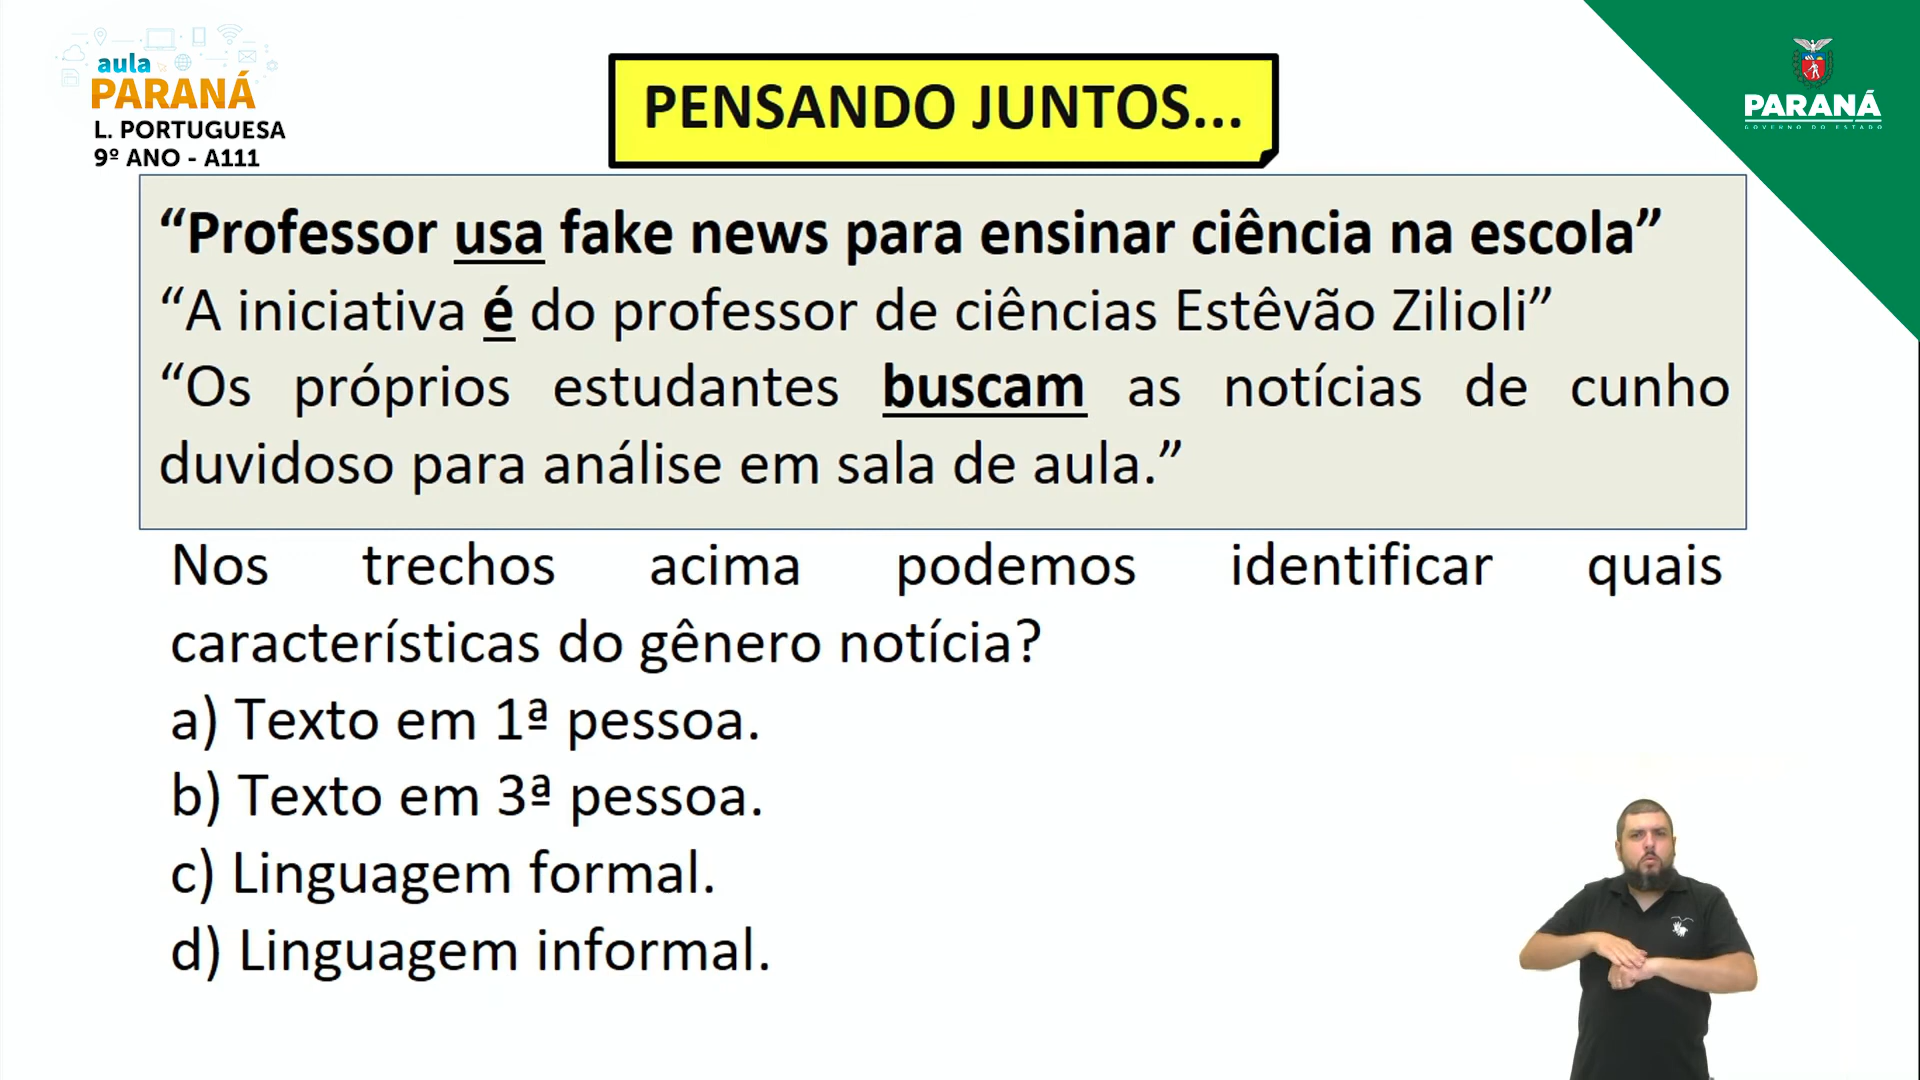 aula
PARANÁ
L. PORTUGUESA
9º ANO - A111
PENSANDO JUNTOS...
PARANÁ
GOVERNO DO ESTADO
“Professor usa fake news para ensinar ciência na escola”
“A iniciativa é do professor de ciências Estêvão Zilioli”
“Os próprios estudantes buscam as notícias de cunho
duvidoso para análise em sala de aula.”
Nos trechos acima podemos identificar quais
características do gênero notícia?
a) Texto em 1ª pessoa.
b) Texto em 3ª pessoa.
c) Linguagem formal.
d) Linguagem informal.